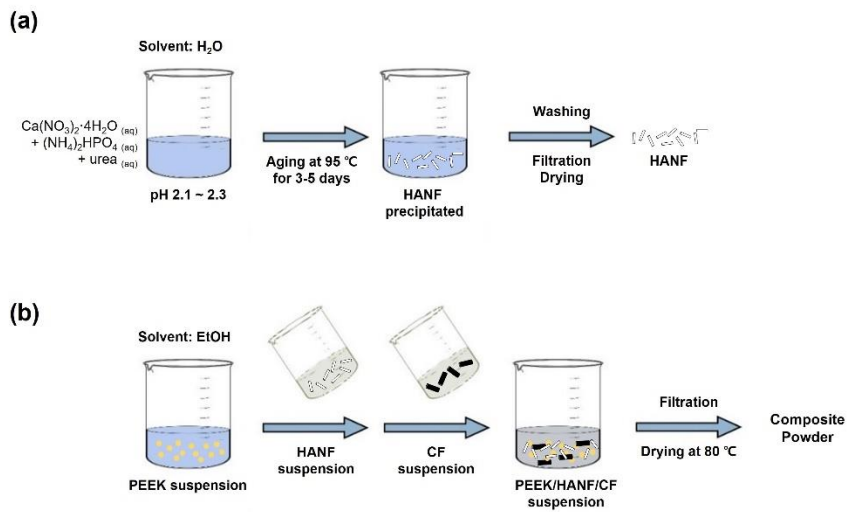 (a)
Solvent: H₂O
Ca(NO₃)₂·4H₂O (aq)
+ (NH₄)₂HPO₄ (aq)
+ urea (aq)
pH 2.1 ~ 2.3
Aging at 95 ℃
for 3-5 days
HANF
precipitated
Washing
Filtration
Drying
HANF
(b)
Solvent: EtOH
PEEK suspension
HANF
suspension
CF
suspension
PEEK/HANF/CF
suspension
Filtration
Drying at 80 ℃
Composite
Powder